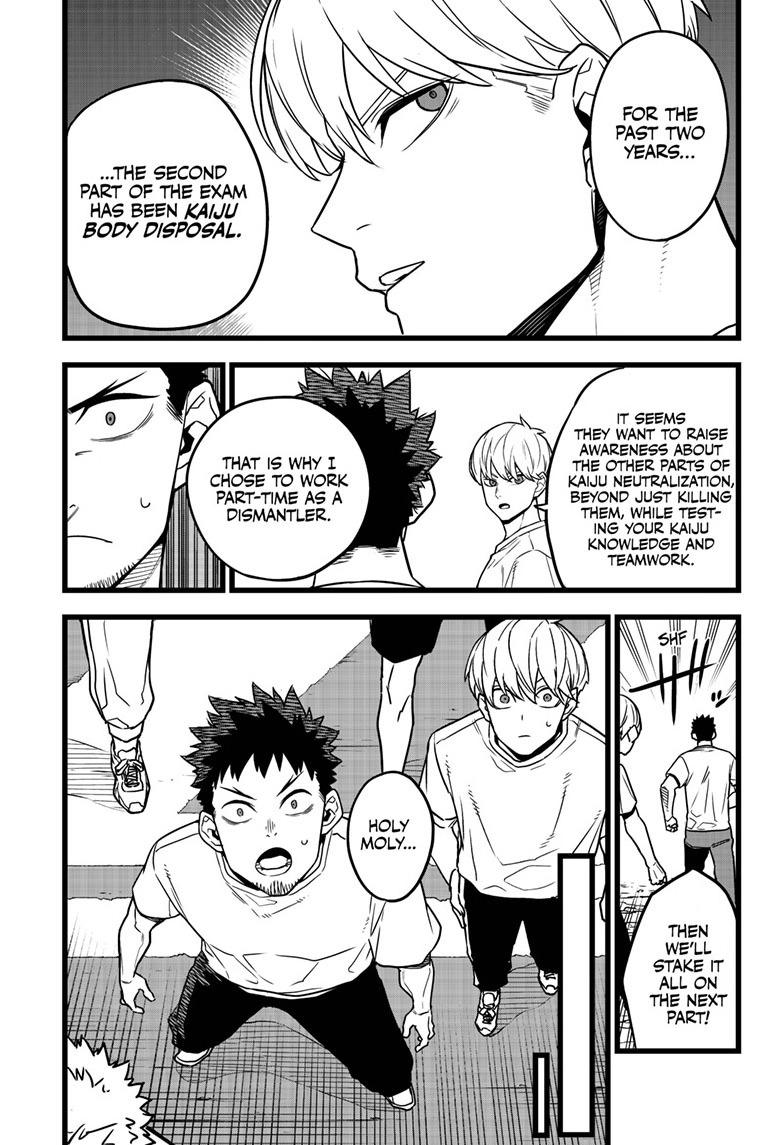 FOR THE
PAST TWO
YEARS...
...THE SECOND
PART OF THE EXAM
HAS BEEN KAIJU
BODY DISPOSAL.
IT SEEMS
THEY WANT TO RAISE
AWARENESS ABOUT
THE OTHER PARTS OF
KAIJU NEUTRALIZATION,
BEYOND JUST KILLING
THEM, WHILE TEST-
ING YOUR KAIJU
KNOWLEDGE AND
TEAMWORK.
THAT IS WHY I
CHOSE TO WORK
PART-TIME AS A
DISMANTLER.
SHF
THEN
WE'LL
STAKE IT
ALL ON
THE NEXT
PART!
HOLY
MOLY...